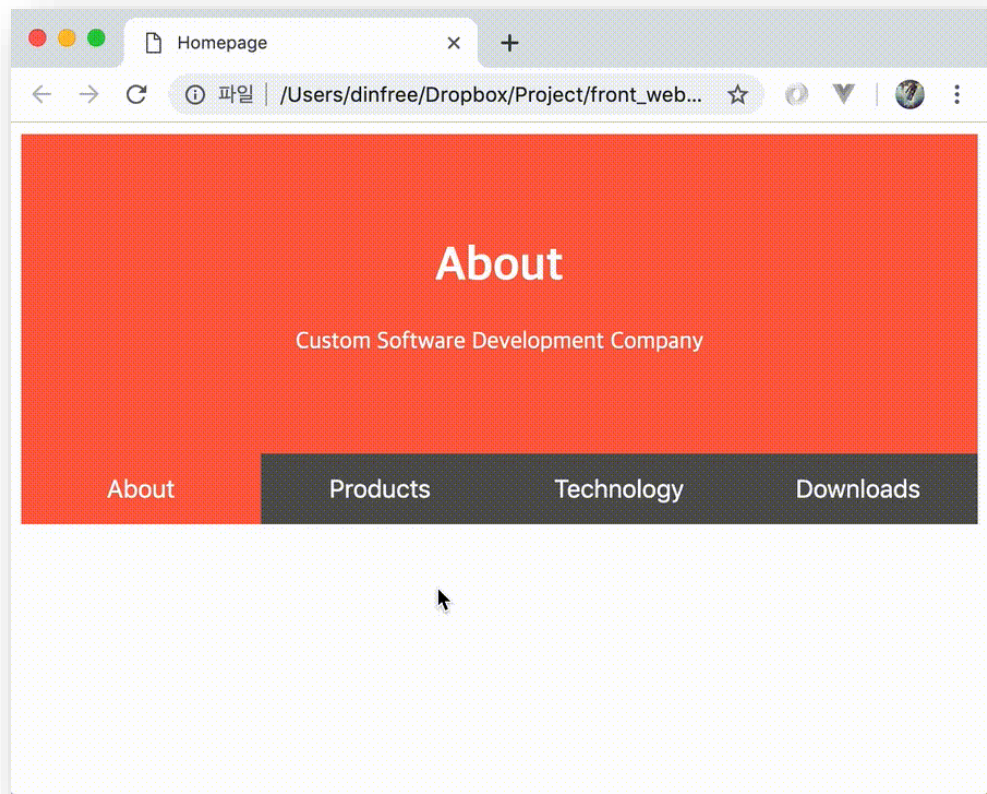 Homepage
파일 | /Users/dinfree/Dropbox/Project/front_web...
About
Custom Software Development Company
About Products Technology Downloads